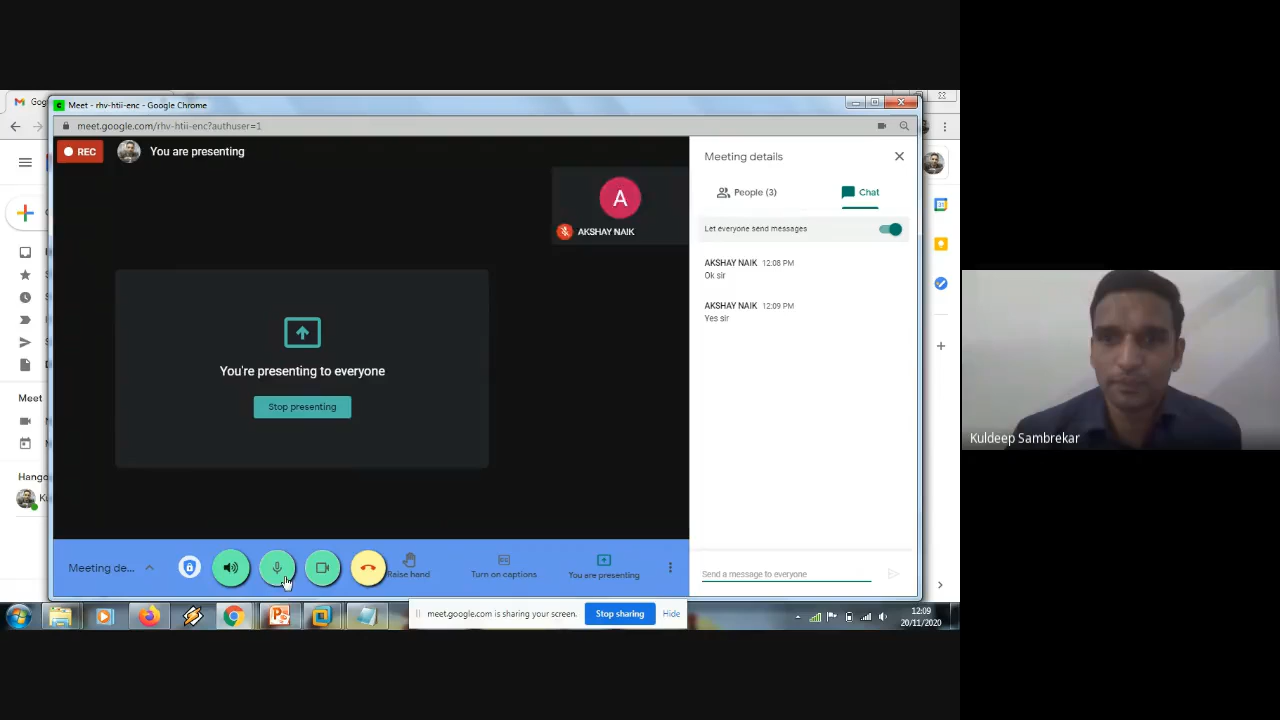 Meet - rhv-htii-enc - Google Chrome
meet.google.com/rhv-htii-enc?authuser=1
REC
You are presenting
Meeting details
People (3)
Chat
A
AKSHAY NAIK
Let everyone send messages
AKSHAY NAIK 12:08 PM
Ok sir
AKSHAY NAIK 12:09 PM
Yes sir
You're presenting to everyone
Stop presenting
Meet
Hango
Kuldeep Sambrekar
Meeting de...
Raise hand
Turn on captions
You are presenting
Send a message to everyone
meet.google.com is sharing your screen.
Stop sharing
Hide
12:09
20/11/2020